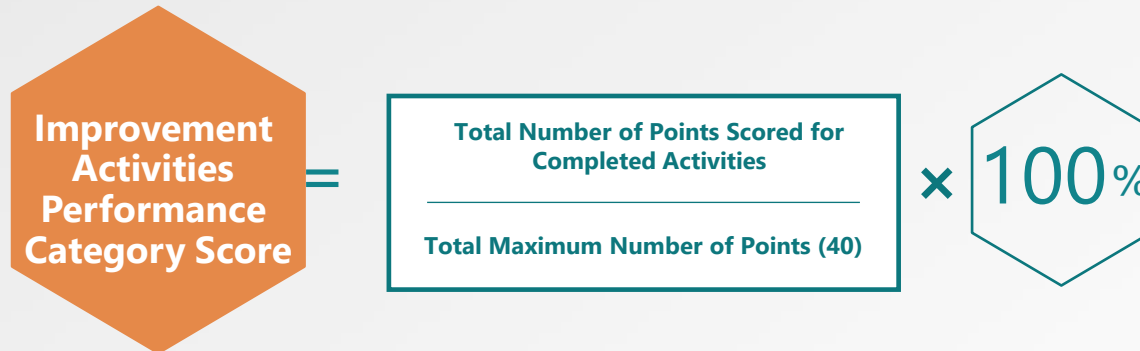 Improvement
Activities
Performance
Category Score
=
Total Number of Points Scored for
Completed Activities
Total Maximum Number of Points (40)
×
100%